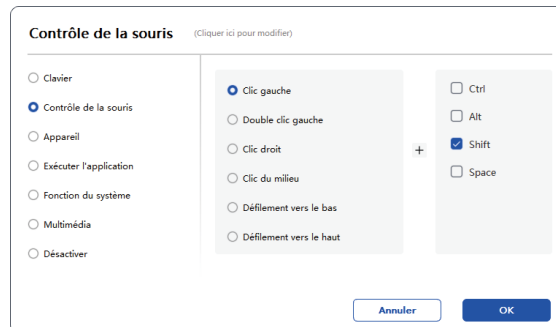 Contrôle de la souris (Cliquer ici pour modifier)
Clavier
Contrôle de la souris
Appareil
Exécuter l'application
Fonction du système
Multimédia
Désactiver
Clic gauche
Double clic gauche
Clic droit
Clic du milieu
Défilement vers le bas
Défilement vers le haut
+
Ctrl
Alt
Shift
Space
Annuler OK